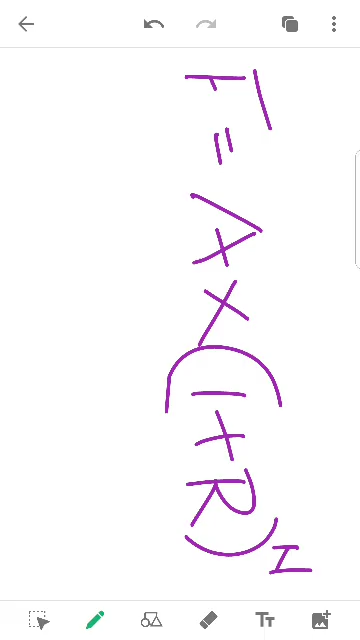 F = A x (1 + R)ᴺ